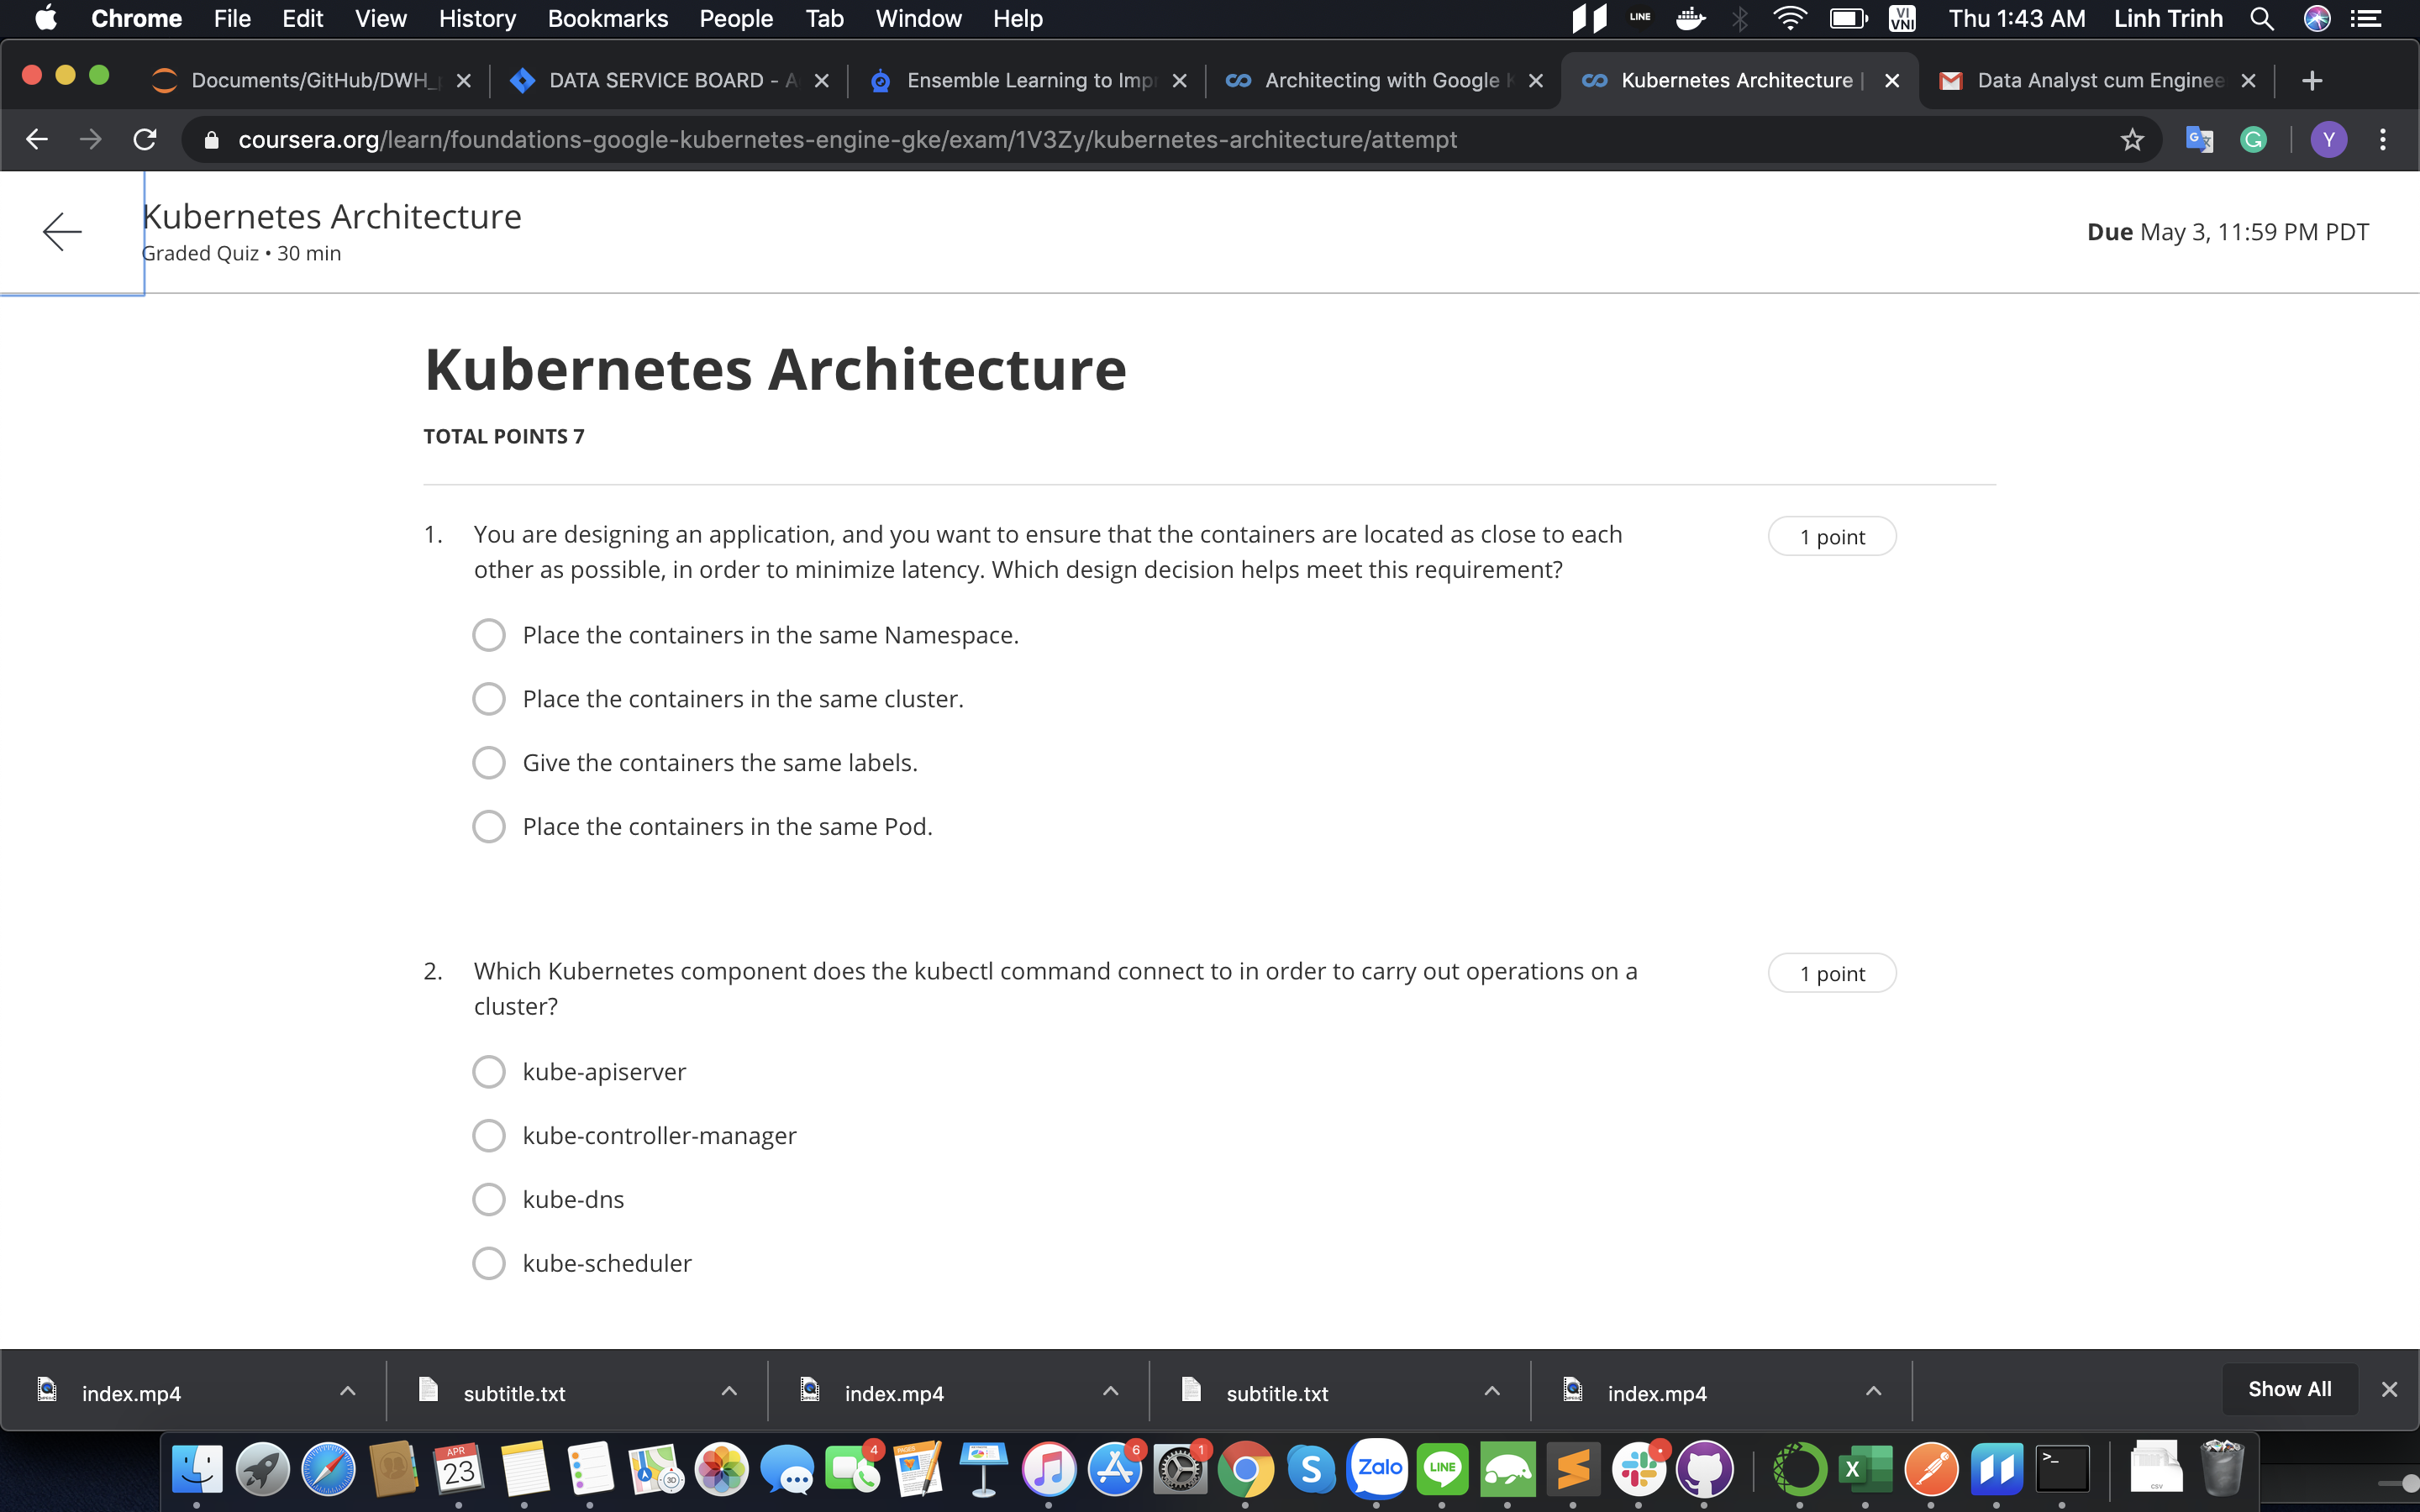 Chrome File Edit View History Bookmarks People Tab Window Help LINE VI VNI Thu 1:43 AM Linh Trinh
Documents/GitHub/DWH_ DATA SERVICE BOARD - A Ensemble Learning to Imp Architecting with Google Kubernetes Architecture | Data Analyst cum Enginee
coursera.org/learn/foundations-google-kubernetes-engine-gke/exam/1V3Zy/kubernetes-architecture/attempt Y
Kubernetes Architecture
Graded Quiz • 30 min
Due May 3, 11:59 PM PDT
Kubernetes Architecture
TOTAL POINTS 7
1. You are designing an application, and you want to ensure that the containers are located as close to each
other as possible, in order to minimize latency. Which design decision helps meet this requirement?
1 point
Place the containers in the same Namespace.
Place the containers in the same cluster.
Give the containers the same labels.
Place the containers in the same Pod.
2. Which Kubernetes component does the kubectl command connect to in order to carry out operations on a
cluster?
1 point
kube-apiserver
kube-controller-manager
kube-dns
kube-scheduler
index.mp4 subtitle.txt index.mp4 subtitle.txt index.mp4 Show All
APR 23 3D 4 PAGES 6 1 S Zalo LINE X >_ CSV